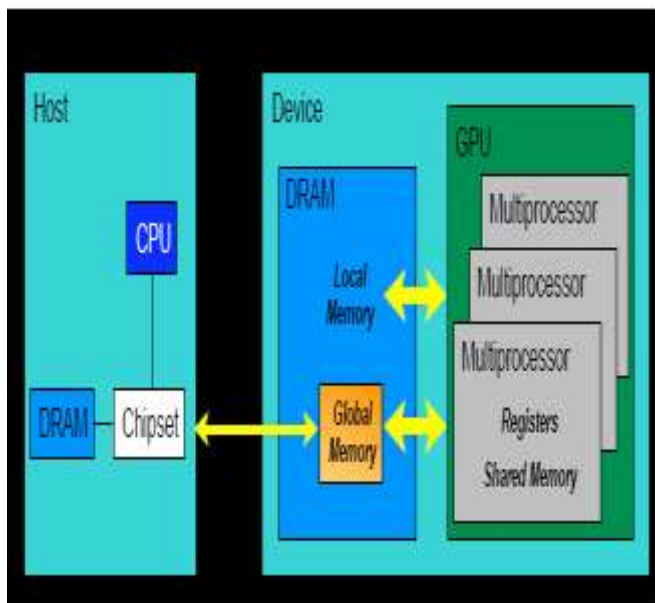 Host
CPU
DRAM
Chipset
Device
DRAM
Local
Memory
Global
Memory
GPU
Multiprocessor
Multiprocessor
Multiprocessor
Registers
Shared Memory